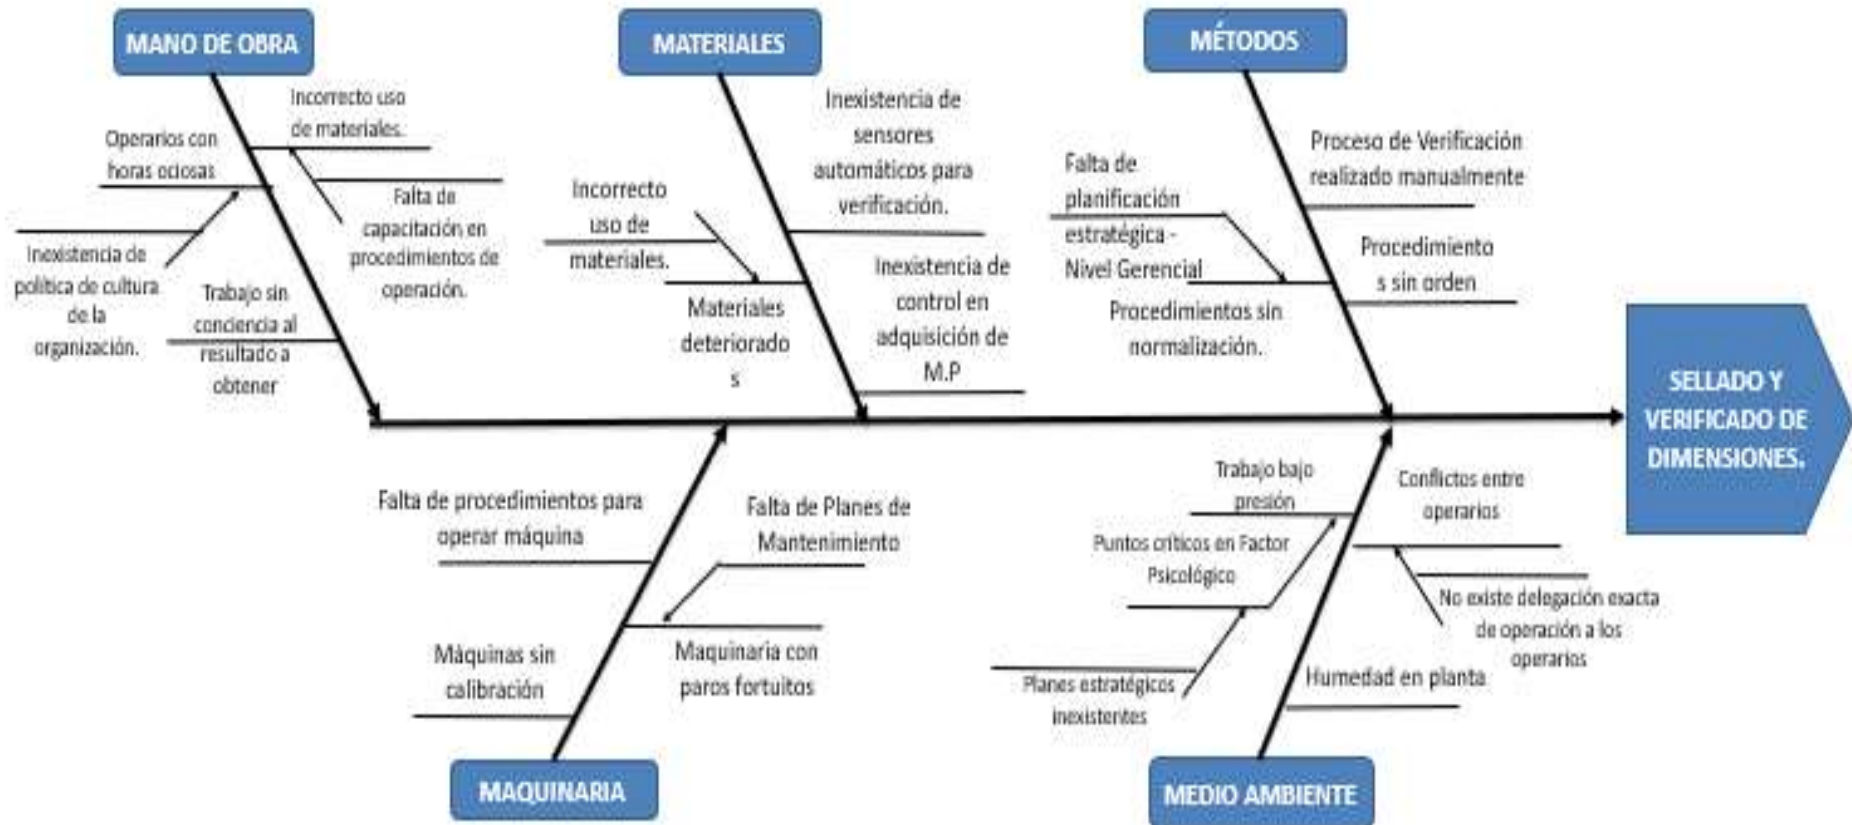 MANO DE OBRA
MATERIALES
MÉTODOS
Incorrecto uso
de materiales.
Operarios con
horas ociosas
Falta de
capacitación en
procedimientos de
operación.
Inexistencia de
política de cultura
de la
organización.
Trabajo sin
conciencia al
resultado a
obtener
Inexistencia de
sensores
automáticos para
verificación.
Incorrecto
uso de
materiales.
Materiales
deteriorado
s
Inexistencia de
control en
adquisición de
M.P
Proceso de Verificación
realizado manualmente
Falta de
planificación
estratégica -
Nivel Gerencial
Procedimientos sin
normalización.
Procedimiento
s sin orden
SELLADO Y
VERIFICADO DE
DIMENSIONES.
Falta de procedimientos para
operar máquina
Falta de Planes de
Mantenimiento
Máquinas sin
calibración
Maquinaria con
paros fortuitos
Trabajo bajo
presión
Conflictos entre
operarios
Puntos críticos en Factor
Psicológico
No existe delegación exacta
de operación a los
operarios
Planes estratégicos
inexistentes
Humedad en planta
MAQUINARIA
MEDIO AMBIENTE